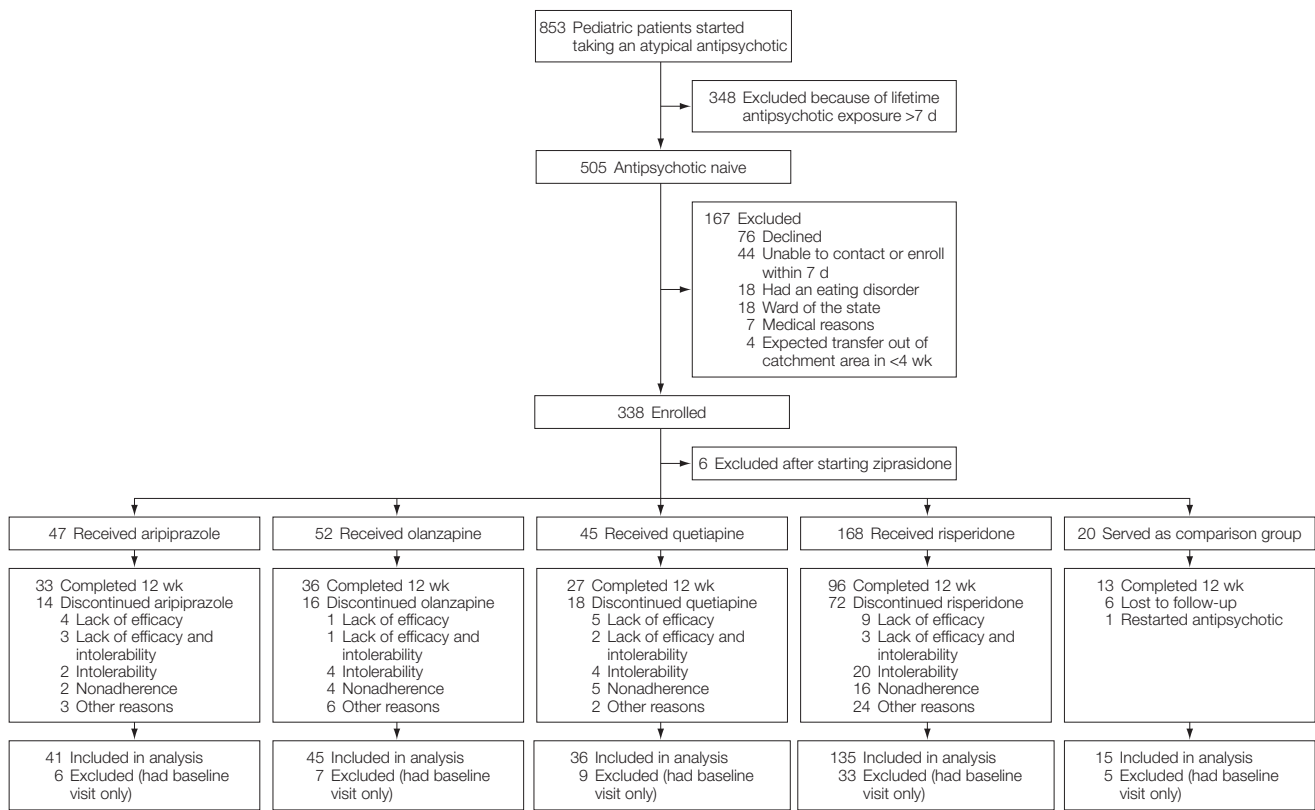 853 Pediatric patients started
taking an atypical antipsychotic
348 Excluded because of lifetime
antipsychotic exposure >7 d
505 Antipsychotic naive
167 Excluded
76 Declined
44 Unable to contact or enroll
within 7 d
18 Had an eating disorder
18 Ward of the state
7 Medical reasons
4 Expected transfer out of
catchment area in <4 wk
338 Enrolled
6 Excluded after starting ziprasidone
47 Received aripiprazole
52 Received olanzapine
45 Received quetiapine
168 Received risperidone
20 Served as comparison group
33 Completed 12 wk
14 Discontinued aripiprazole
4 Lack of efficacy
3 Lack of efficacy and
intolerability
2 Intolerability
2 Nonadherence
3 Other reasons
36 Completed 12 wk
16 Discontinued olanzapine
1 Lack of efficacy
1 Lack of efficacy and
intolerability
4 Intolerability
4 Nonadherence
6 Other reasons
27 Completed 12 wk
18 Discontinued quetiapine
5 Lack of efficacy
2 Lack of efficacy and
intolerability
4 Intolerability
5 Nonadherence
2 Other reasons
96 Completed 12 wk
72 Discontinued risperidone
9 Lack of efficacy
3 Lack of efficacy and
intolerability
20 Intolerability
16 Nonadherence
24 Other reasons
13 Completed 12 wk
6 Lost to follow-up
1 Restarted antipsychotic
41 Included in analysis
6 Excluded (had baseline
visit only)
45 Included in analysis
7 Excluded (had baseline
visit only)
36 Included in analysis
9 Excluded (had baseline
visit only)
135 Included in analysis
33 Excluded (had baseline
visit only)
15 Included in analysis
5 Excluded (had baseline
visit only)